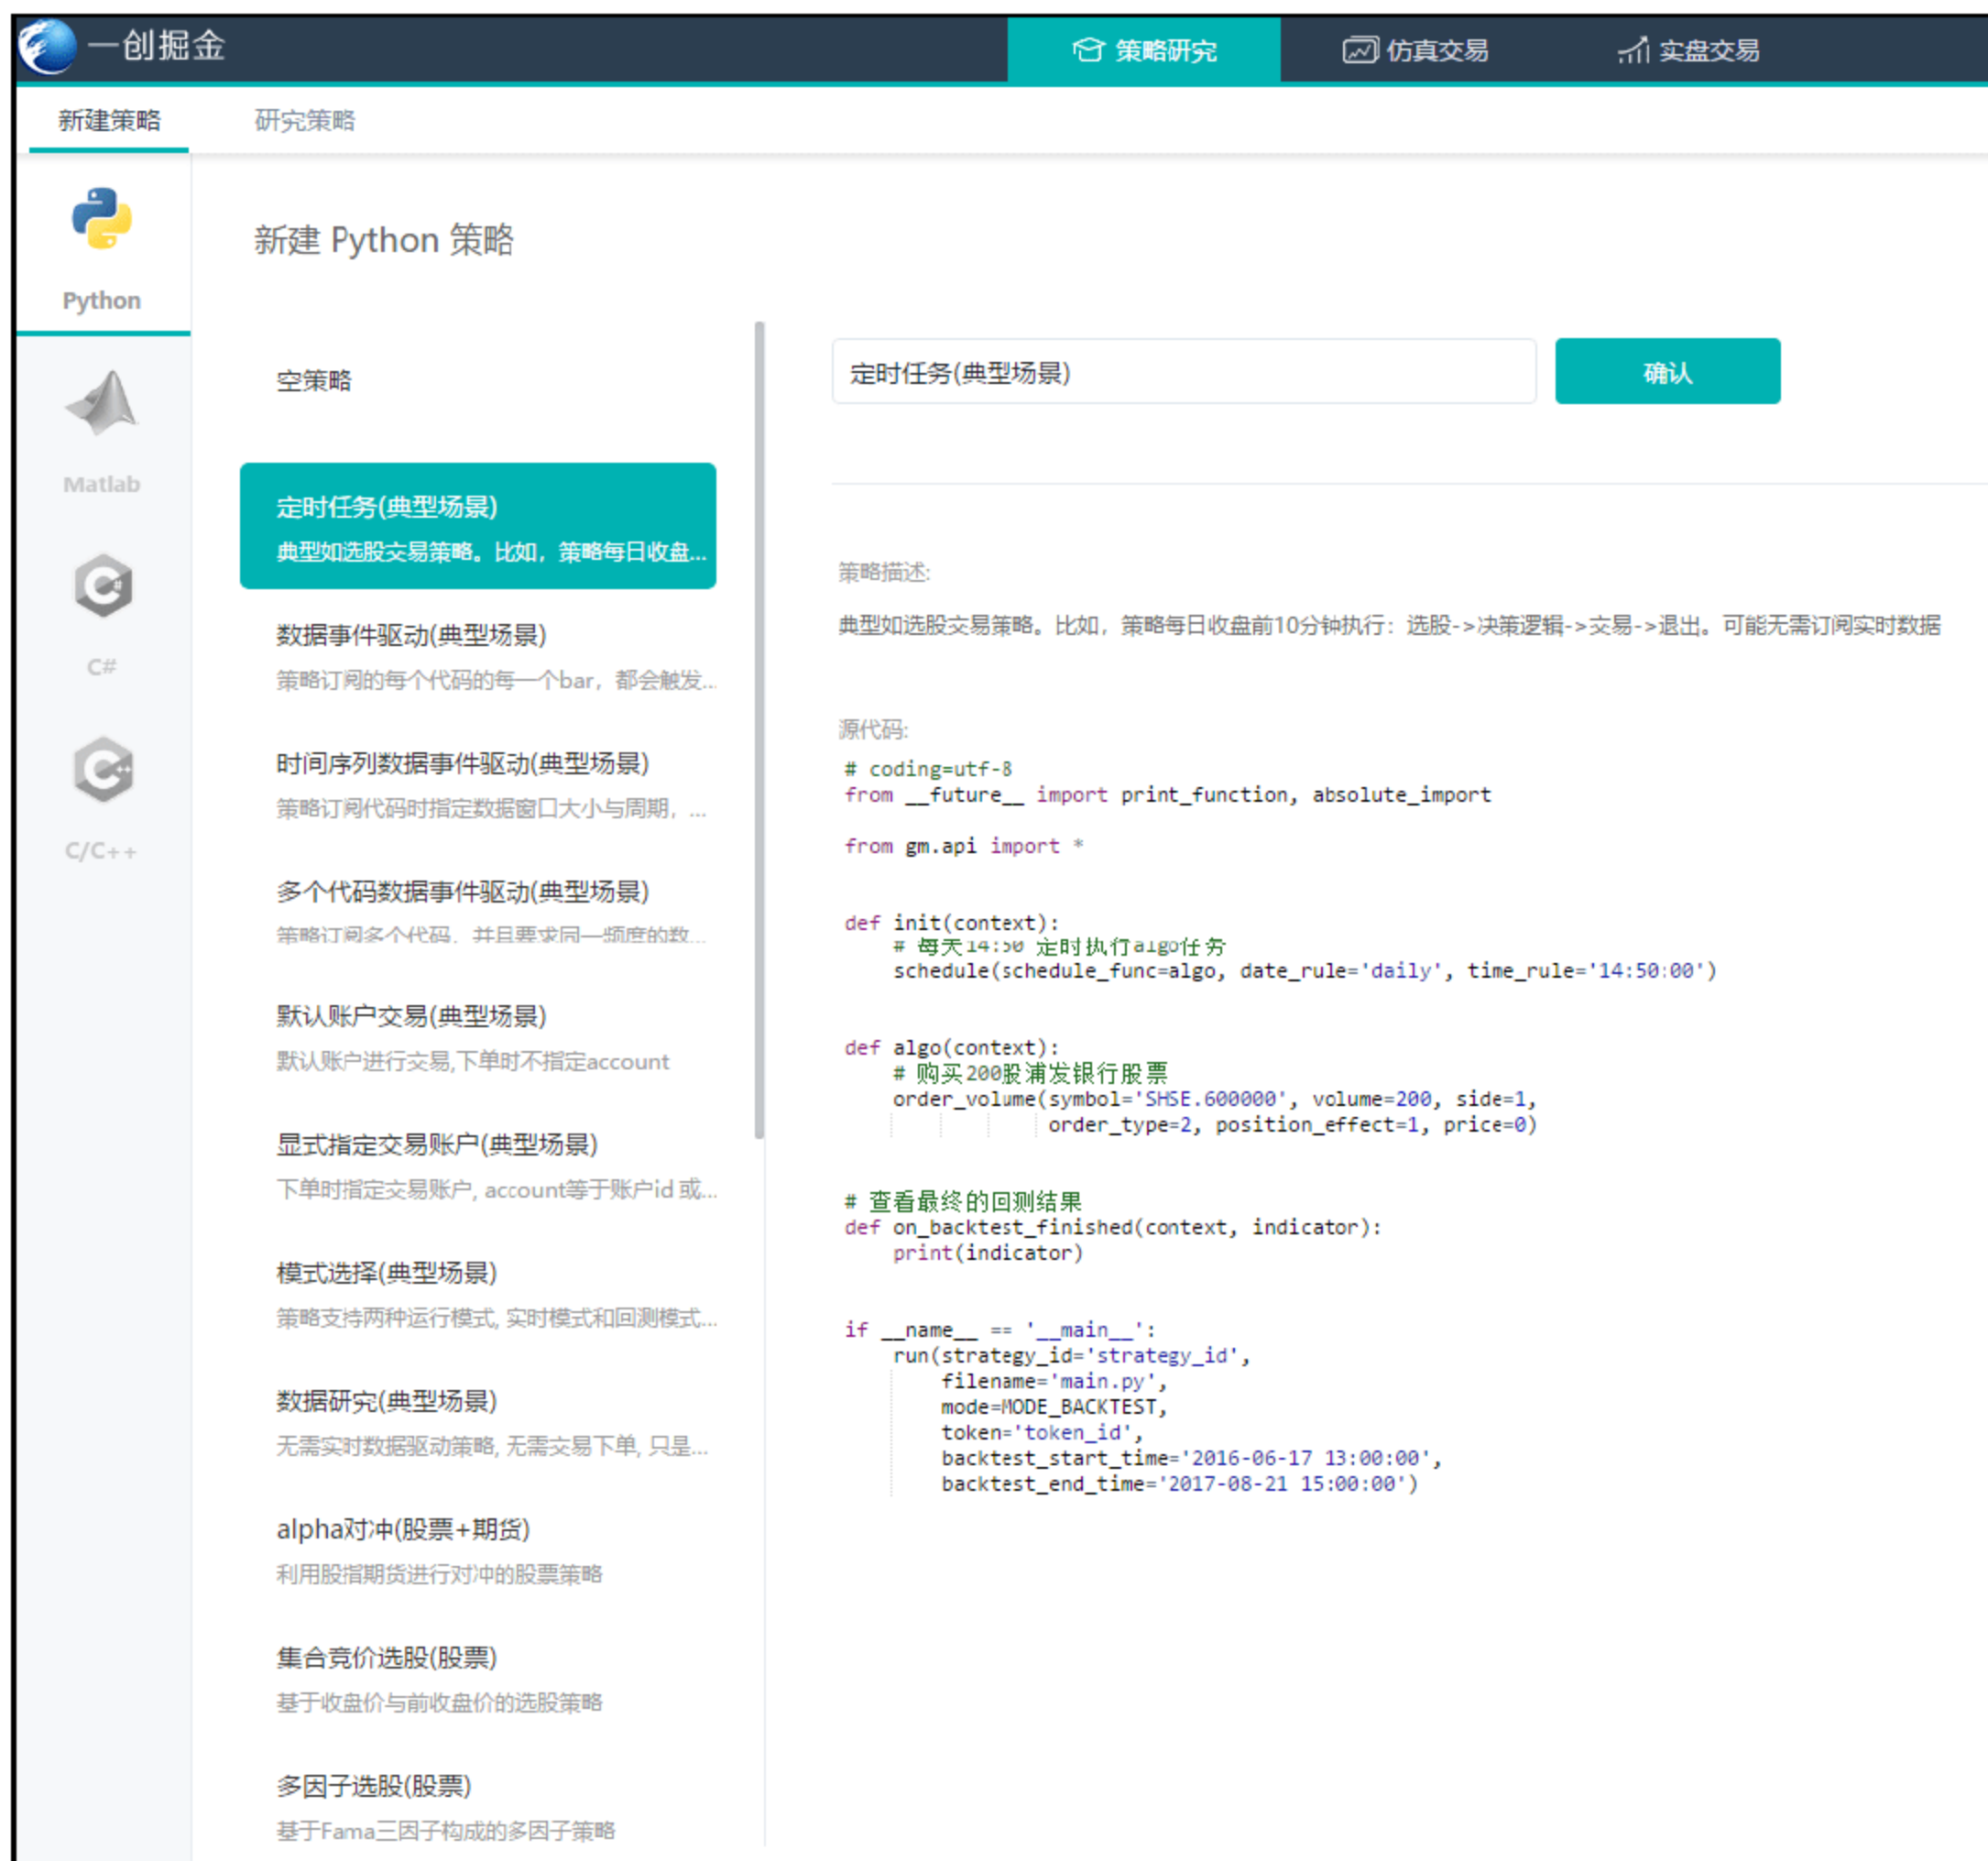 一创掘金
策略研究
仿真交易
实盘交易
新建策略
研究策略
Python
Matlab
C#
C/C++
新建 Python 策略
空策略
定时任务(典型场景)
典型如选股交易策略。比如，策略每日收盘...
数据事件驱动(典型场景)
策略订阅的每个代码的每一个bar，都会触发...
时间序列数据事件驱动(典型场景)
策略订阅代码时指定数据窗口大小与周期，...
多个代码数据事件驱动(典型场景)
策略订阅多个代码，并且要求同一频度的数...
默认账户交易(典型场景)
默认账户进行交易,下单时不指定account
显式指定交易账户(典型场景)
下单时指定交易账户, account等于账户id 或...
模式选择(典型场景)
策略支持两种运行模式, 实时模式和回测模式...
数据研究(典型场景)
无需实时数据驱动策略, 无需交易下单, 只是...
alpha对冲(股票+期货)
利用股指期货进行对冲的股票策略
集合竞价选股(股票)
基于收盘价与前收盘价的选股策略
多因子选股(股票)
基于Fama三因子构成的多因子策略
定时任务(典型场景)
确认
策略描述:
典型如选股交易策略。比如，策略每日收盘前10分钟执行：选股->决策逻辑->交易->退出。可能无需订阅实时数据
源代码:
# coding=utf-8
from __future__ import print_function, absolute_import
from gm.api import *
def init(context):
# 每天14:50 定时执行algo任务
schedule(schedule_func=algo, date_rule='daily', time_rule='14:50:00')
def algo(context):
# 购买200股浦发银行股票
order_volume(symbol='SHSE.600000', volume=200, side=1,
order_type=2, position_effect=1, price=0)
# 查看最终的回测结果
def on_backtest_finished(context, indicator):
print(indicator)
if __name__ == '__main__':
run(strategy_id='strategy_id',
filename='main.py',
mode=MODE_BACKTEST,
token='token_id',
backtest_start_time='2016-06-17 13:00:00',
backtest_end_time='2017-08-21 15:00:00')